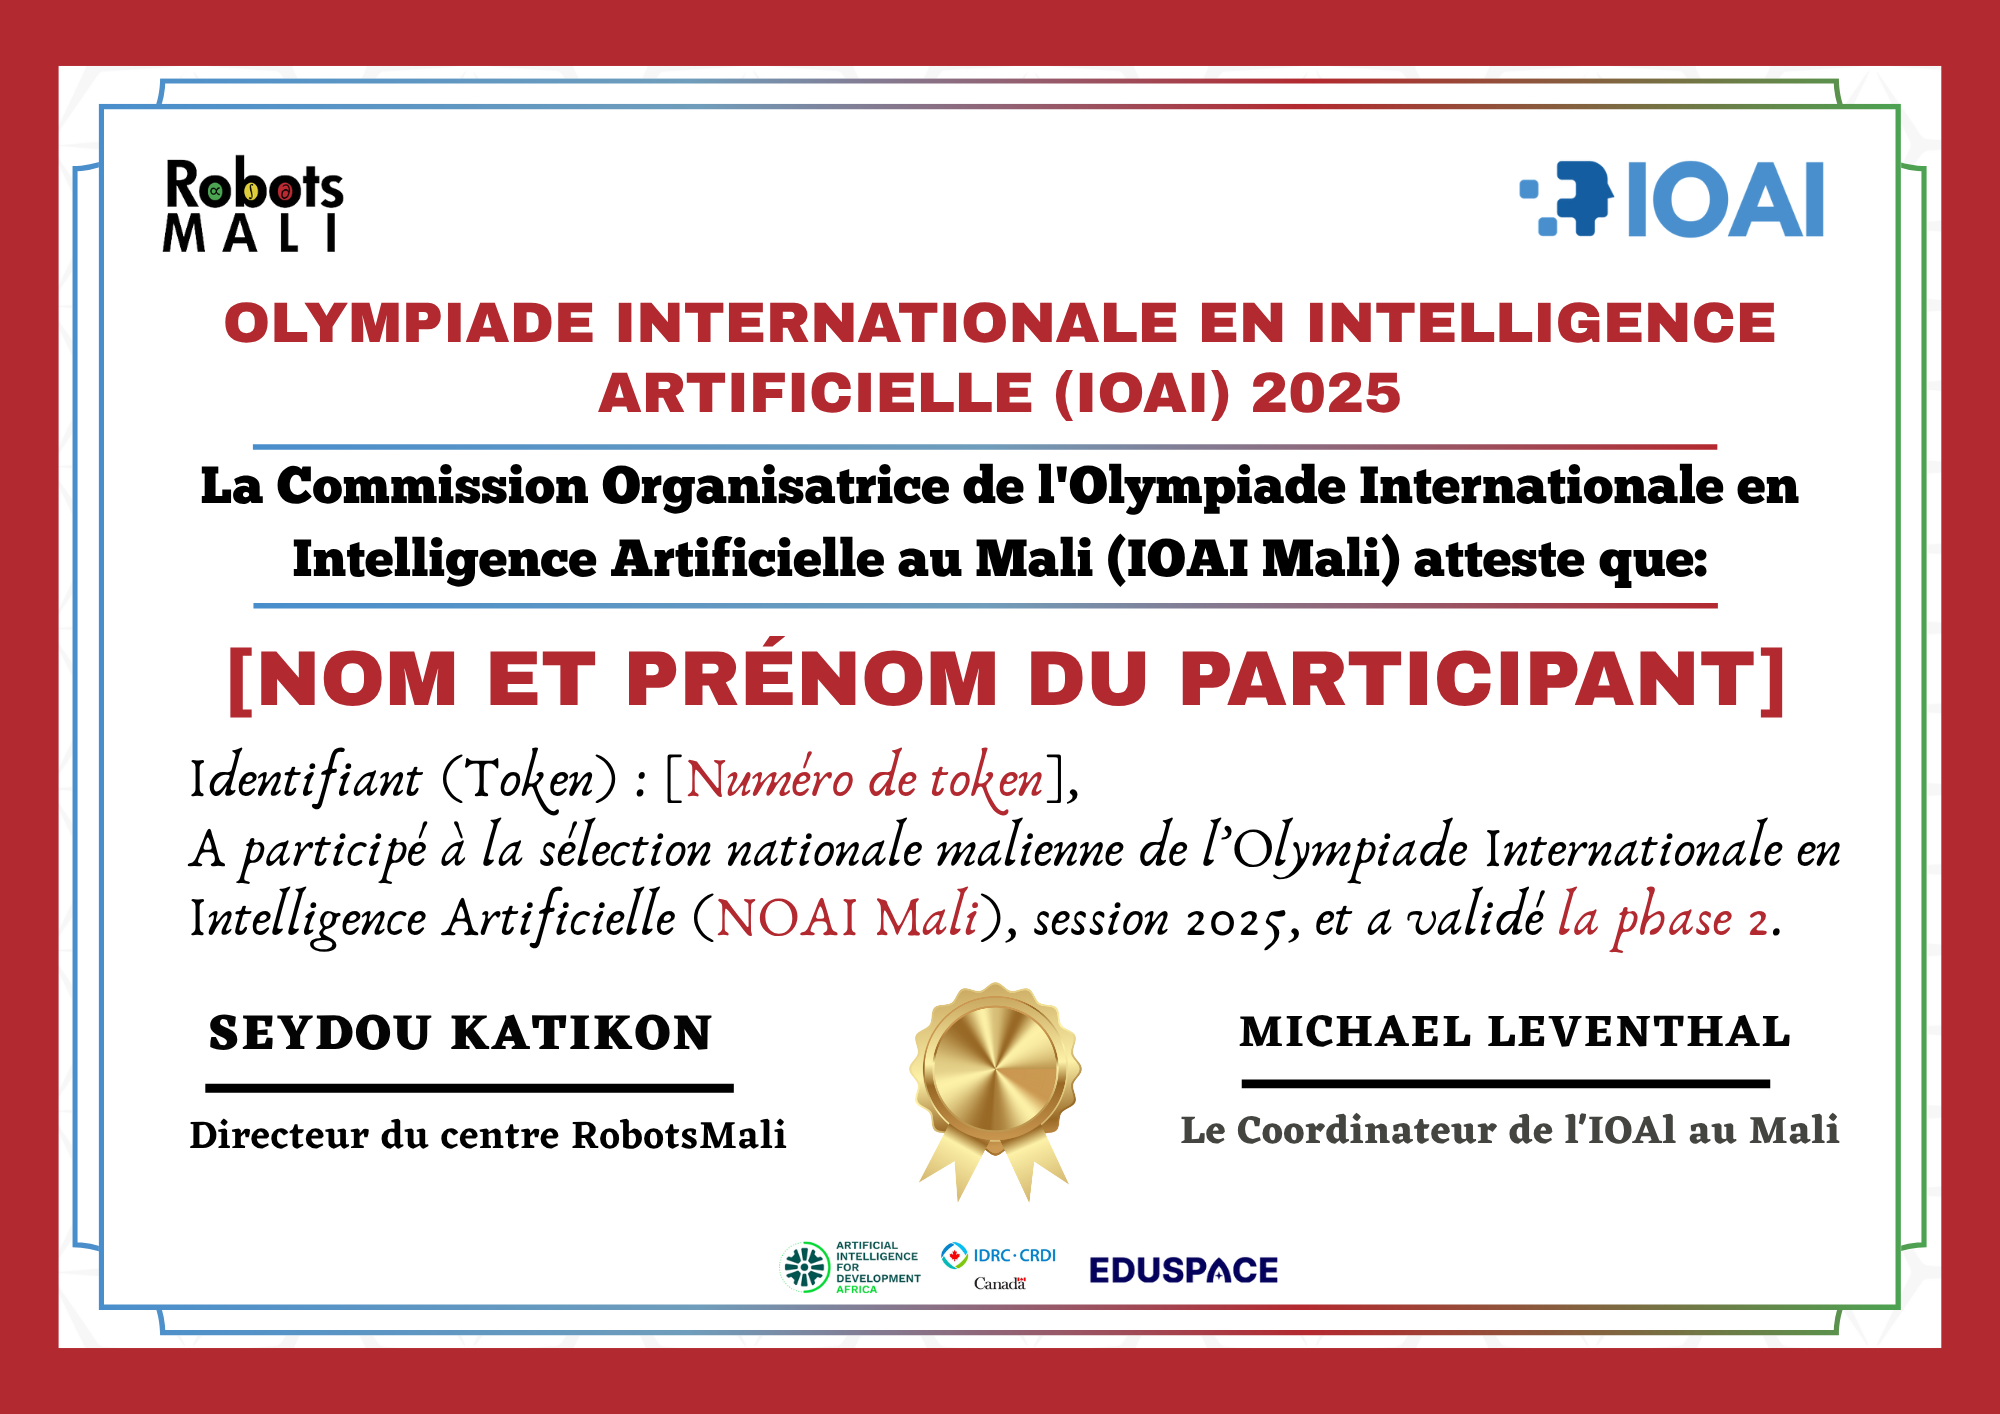 Robots
MALI
IOAI
OLYMPIADE INTERNATIONALE EN INTELLIGENCE
ARTIFICIELLE (IOAI) 2025
La Commission Organisatrice de l'Olympiade Internationale en
Intelligence Artificielle au Mali (IOAI Mali) atteste que:
[NOM ET PRÉNOM DU PARTICIPANT]
Identifiant (Token) : [Numéro de token],
A participé à la sélection nationale malienne de l’Olympiade Internationale en
Intelligence Artificielle (NOAI Mali), session 2025, et a validé la phase 2.
SEYDOU KATIKON
Directeur du centre RobotsMali
MICHAEL LEVENTHAL
Le Coordinateur de l'IOAl au Mali
ARTIFICIAL
INTELLIGENCE
FOR
DEVELOPMENT
AFRICA
IDRC · CRDI
Canada
EDUSPACE